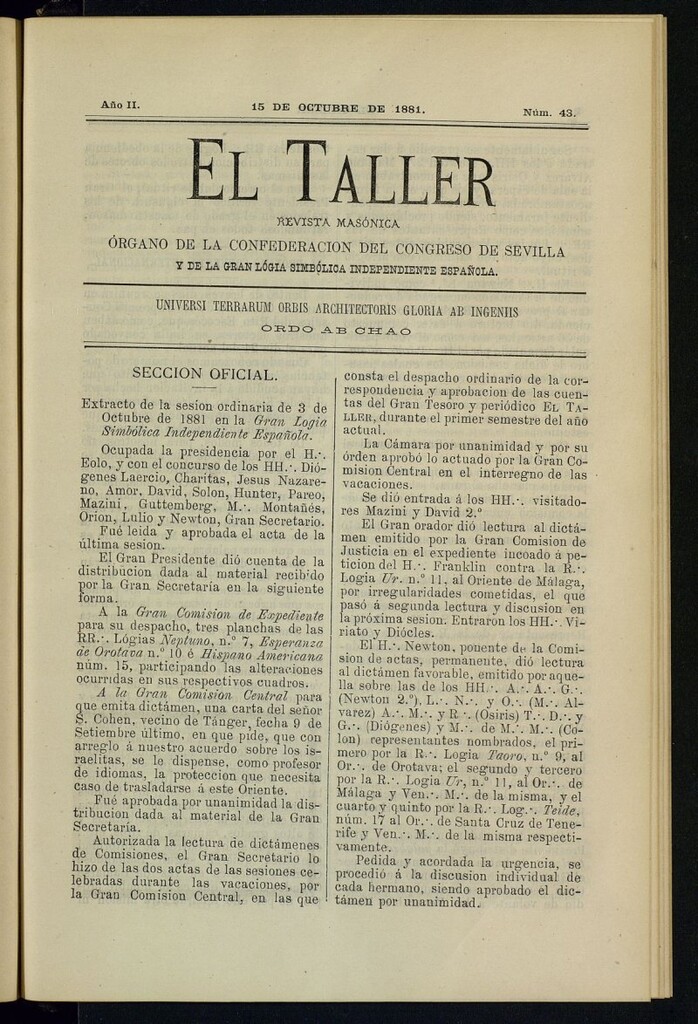 Año II.
15 DE OCTUBRE DE 1881.
Núm. 43.
EL TALLER
REVISTA MASÓNICA
ÓRGANO DE LA CONFEDERACION DEL CONGRESO DE SEVILLA
Y DE LA GRAN LÓGIA SIMBÓLICA INDEPENDIENTE ESPAÑOLA.
UNIVERSI TERRARUM ORBIS ARCHITECTORIS GLORIA AB INGENIIS
ORDO AB CHAO
SECCION OFICIAL.
Extracto de la sesion ordinaria de 3 de
Octubre de 1881 en la Gran Logia
Simbólica Independiente Española.
Ocupada la presidencia por el H∴
Eolo, y con el concurso de los HH∴ Dió-
genes Laercio, Charitas, Jesus Nazare-
no, Amor, David, Solon, Hunter, Pareo,
Mazini, Guttemberg, M∴ Montañés,
Orion, Lulio y Newton, Gran Secretario.
Fué leida y aprobada el acta de la
última sesion.
El Gran Presidente dió cuenta de la
distribucion dada al material recibido
por la Gran Secretaría en la siguiente
forma.
A la Gran Comision de Expediente
para su despacho, tres planchas de las
RR∴ Lógias Neptuno, n.º 7, Esperanza
de Orotava n.º 10 é Hispano Americana
núm. 15, participando las alteraciones
ocurridas en sus respectivos cuadros.
A la Gran Comision Central para
que emita dictámen, una carta del señor
S. Cohen, vecino de Tánger, fecha 9 de
Setiembre último, en que pide, que con
arreglo á nuestro acuerdo sobre los is-
raelitas, se le dispense, como profesor
de idiomas, la proteccion que necesita
caso de trasladarse á este Oriente.
Fué aprobada por unanimidad la dis-
tribucion dada al material de la Gran
Secretaría.
Autorizada la lectura de dictámenes
de Comisiones, el Gran Secretario lo
hizo de las dos actas de las sesiones ce-
lebradas durante las vacaciones, por
la Gran Comision Central, en las que
consta el despacho ordinario de la cor-
respondencia y aprobacion de las cuen-
tas del Gran Tesoro y periódico EL TA-
LLER, durante el primer semestre del año
actual.
La Cámara por unanimidad y por su
órden aprobó lo actuado por la Gran Co-
mision Central en el interregno de las
vacaciones.
Se dió entrada á los HH∴ visitado-
res Mazini y David 2.º
El Gran orador dió lectura al dictá-
men emitido por la Gran Comision de
Justicia en el expediente incoado á pe-
ticion del H∴ Franklin contra la R∴
Logia Ur. n.º 11, al Oriente de Málaga,
por irregularidades cometidas, el que
pasó á segunda lectura y discusion en
la próxima sesion. Entraron los HH∴ Vi-
riato y Diócles.
El H∴ Newton, ponente de la Comi-
sion de actas, permanente, dió lectura
al dictámen favorable, emitido por aque-
lla sobre las de los HH∴ A∴ A∴ G∴
(Newton 2.º), L∴ N∴ y O∴ (M∴ Al-
varez) A∴ M∴ y R∴ (Osiris) T∴ D∴ y
G∴ (Diógenes) y M∴ de M∴ M∴ (Co-
lon) representantes nombrados, el pri-
mero por la R∴ Logia Taoro, n.º 9, al
Or∴ de Orotava; el segundo y tercero
por la R∴ Logia Ur, n.º 11, al Or∴ de
Málaga y Ven∴ M∴ de la misma, y el
cuarto y quinto por la R∴ Log∴ Teide,
núm. 17 al Or∴ de Santa Cruz de Tene-
rife y Ven∴ M∴ de la misma respecti-
vamente.
Pedida y acordada la urgencia, se
procedió á la discusion individual de
cada hermano, siendo aprobado el dic-
támen por unanimidad.